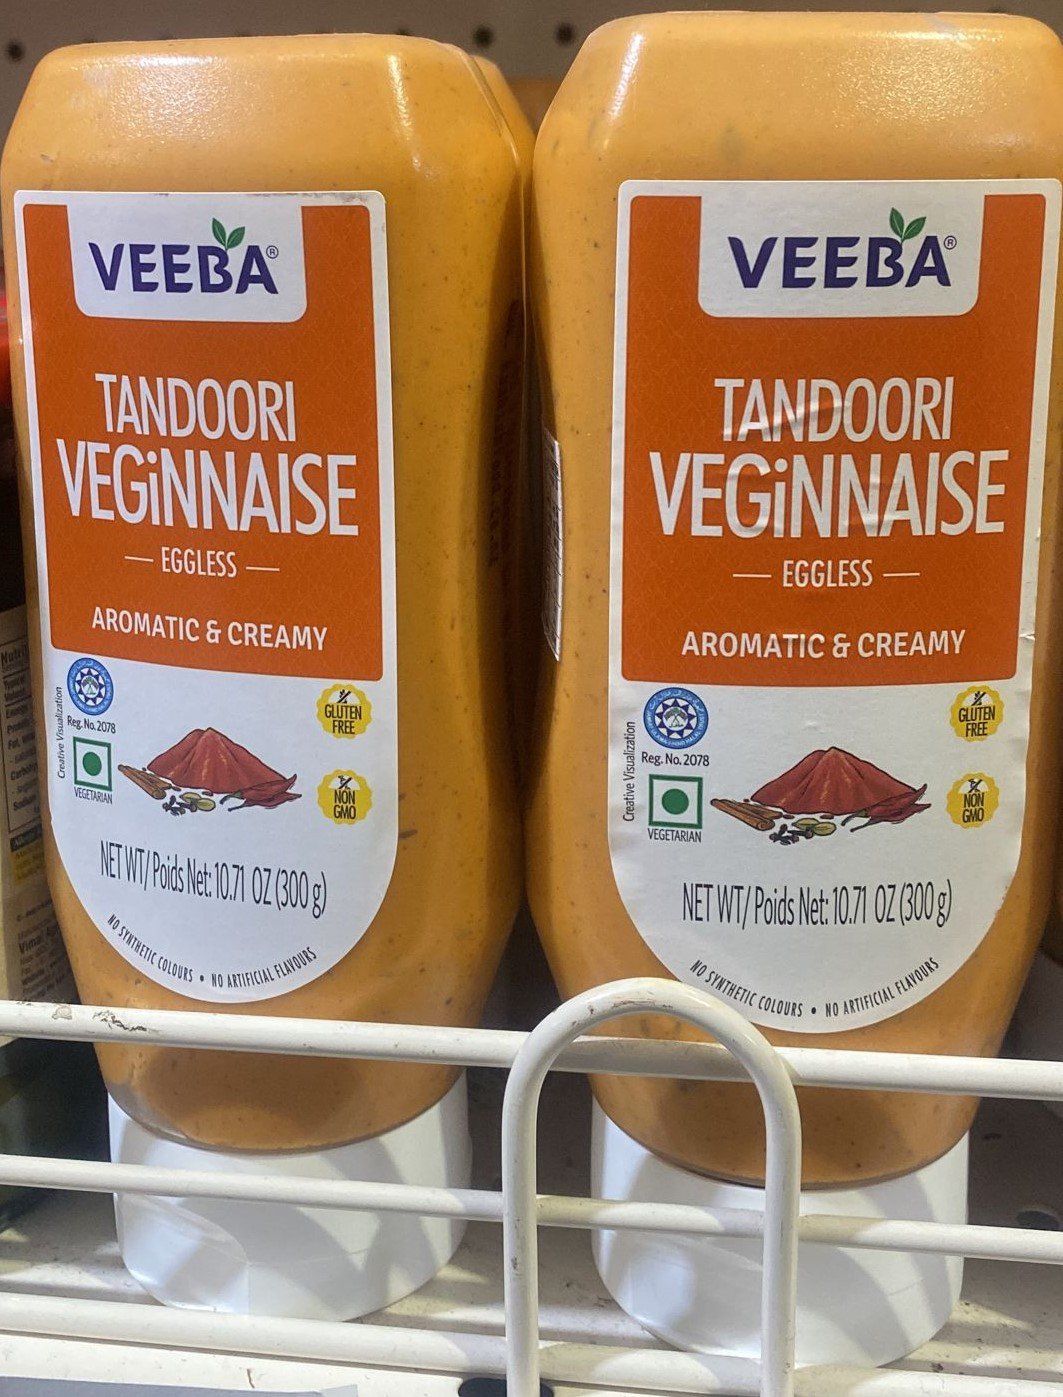 VEEBA®
TANDOORI
VEGiNNAISE
— EGGLESS —
AROMATIC & CREAMY
Reg. No. 2078
Creative Visualization
VEGETARIAN
GLUTEN
FREE
NON
GMO
NET WT/ Poids Net: 10.71 OZ (300 g)
NO SYNTHETIC COLOURS • NO ARTIFICIAL FLAVOURS
VEEBA®
TANDOORI
VEGiNNAISE
— EGGLESS —
AROMATIC & CREAMY
Reg. No. 2078
Creative Visualization
VEGETARIAN
GLUTEN
FREE
NON
GMO
NET WT/ Poids Net: 10.71 OZ (300 g)
NO SYNTHETIC COLOURS • NO ARTIFICIAL FLAVOURS